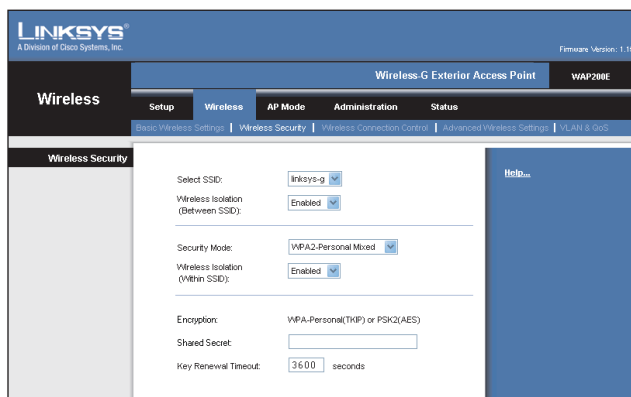 LINKSYS®
A Division of Cisco Systems, Inc.
Firmware Version: 1.1
Wireless-G Exterior Access Point WAP200E
Wireless
Setup Wireless AP Mode Administration Status
Basic Wireless Settings | Wireless Security | Wireless Connection Control | Advanced Wireless Settings | VLAN & QoS
Wireless Security
Help...
Select SSID: linksys-g
Wireless Isolation
(Between SSID): Enabled
Security Mode: WPA2-Personal Mixed
Wireless Isolation
(Within SSID): Enabled
Encryption: WPA-Personal(TKIP) or PSK2(AES)
Shared Secret:
Key Renewal Timeout: 3600 seconds